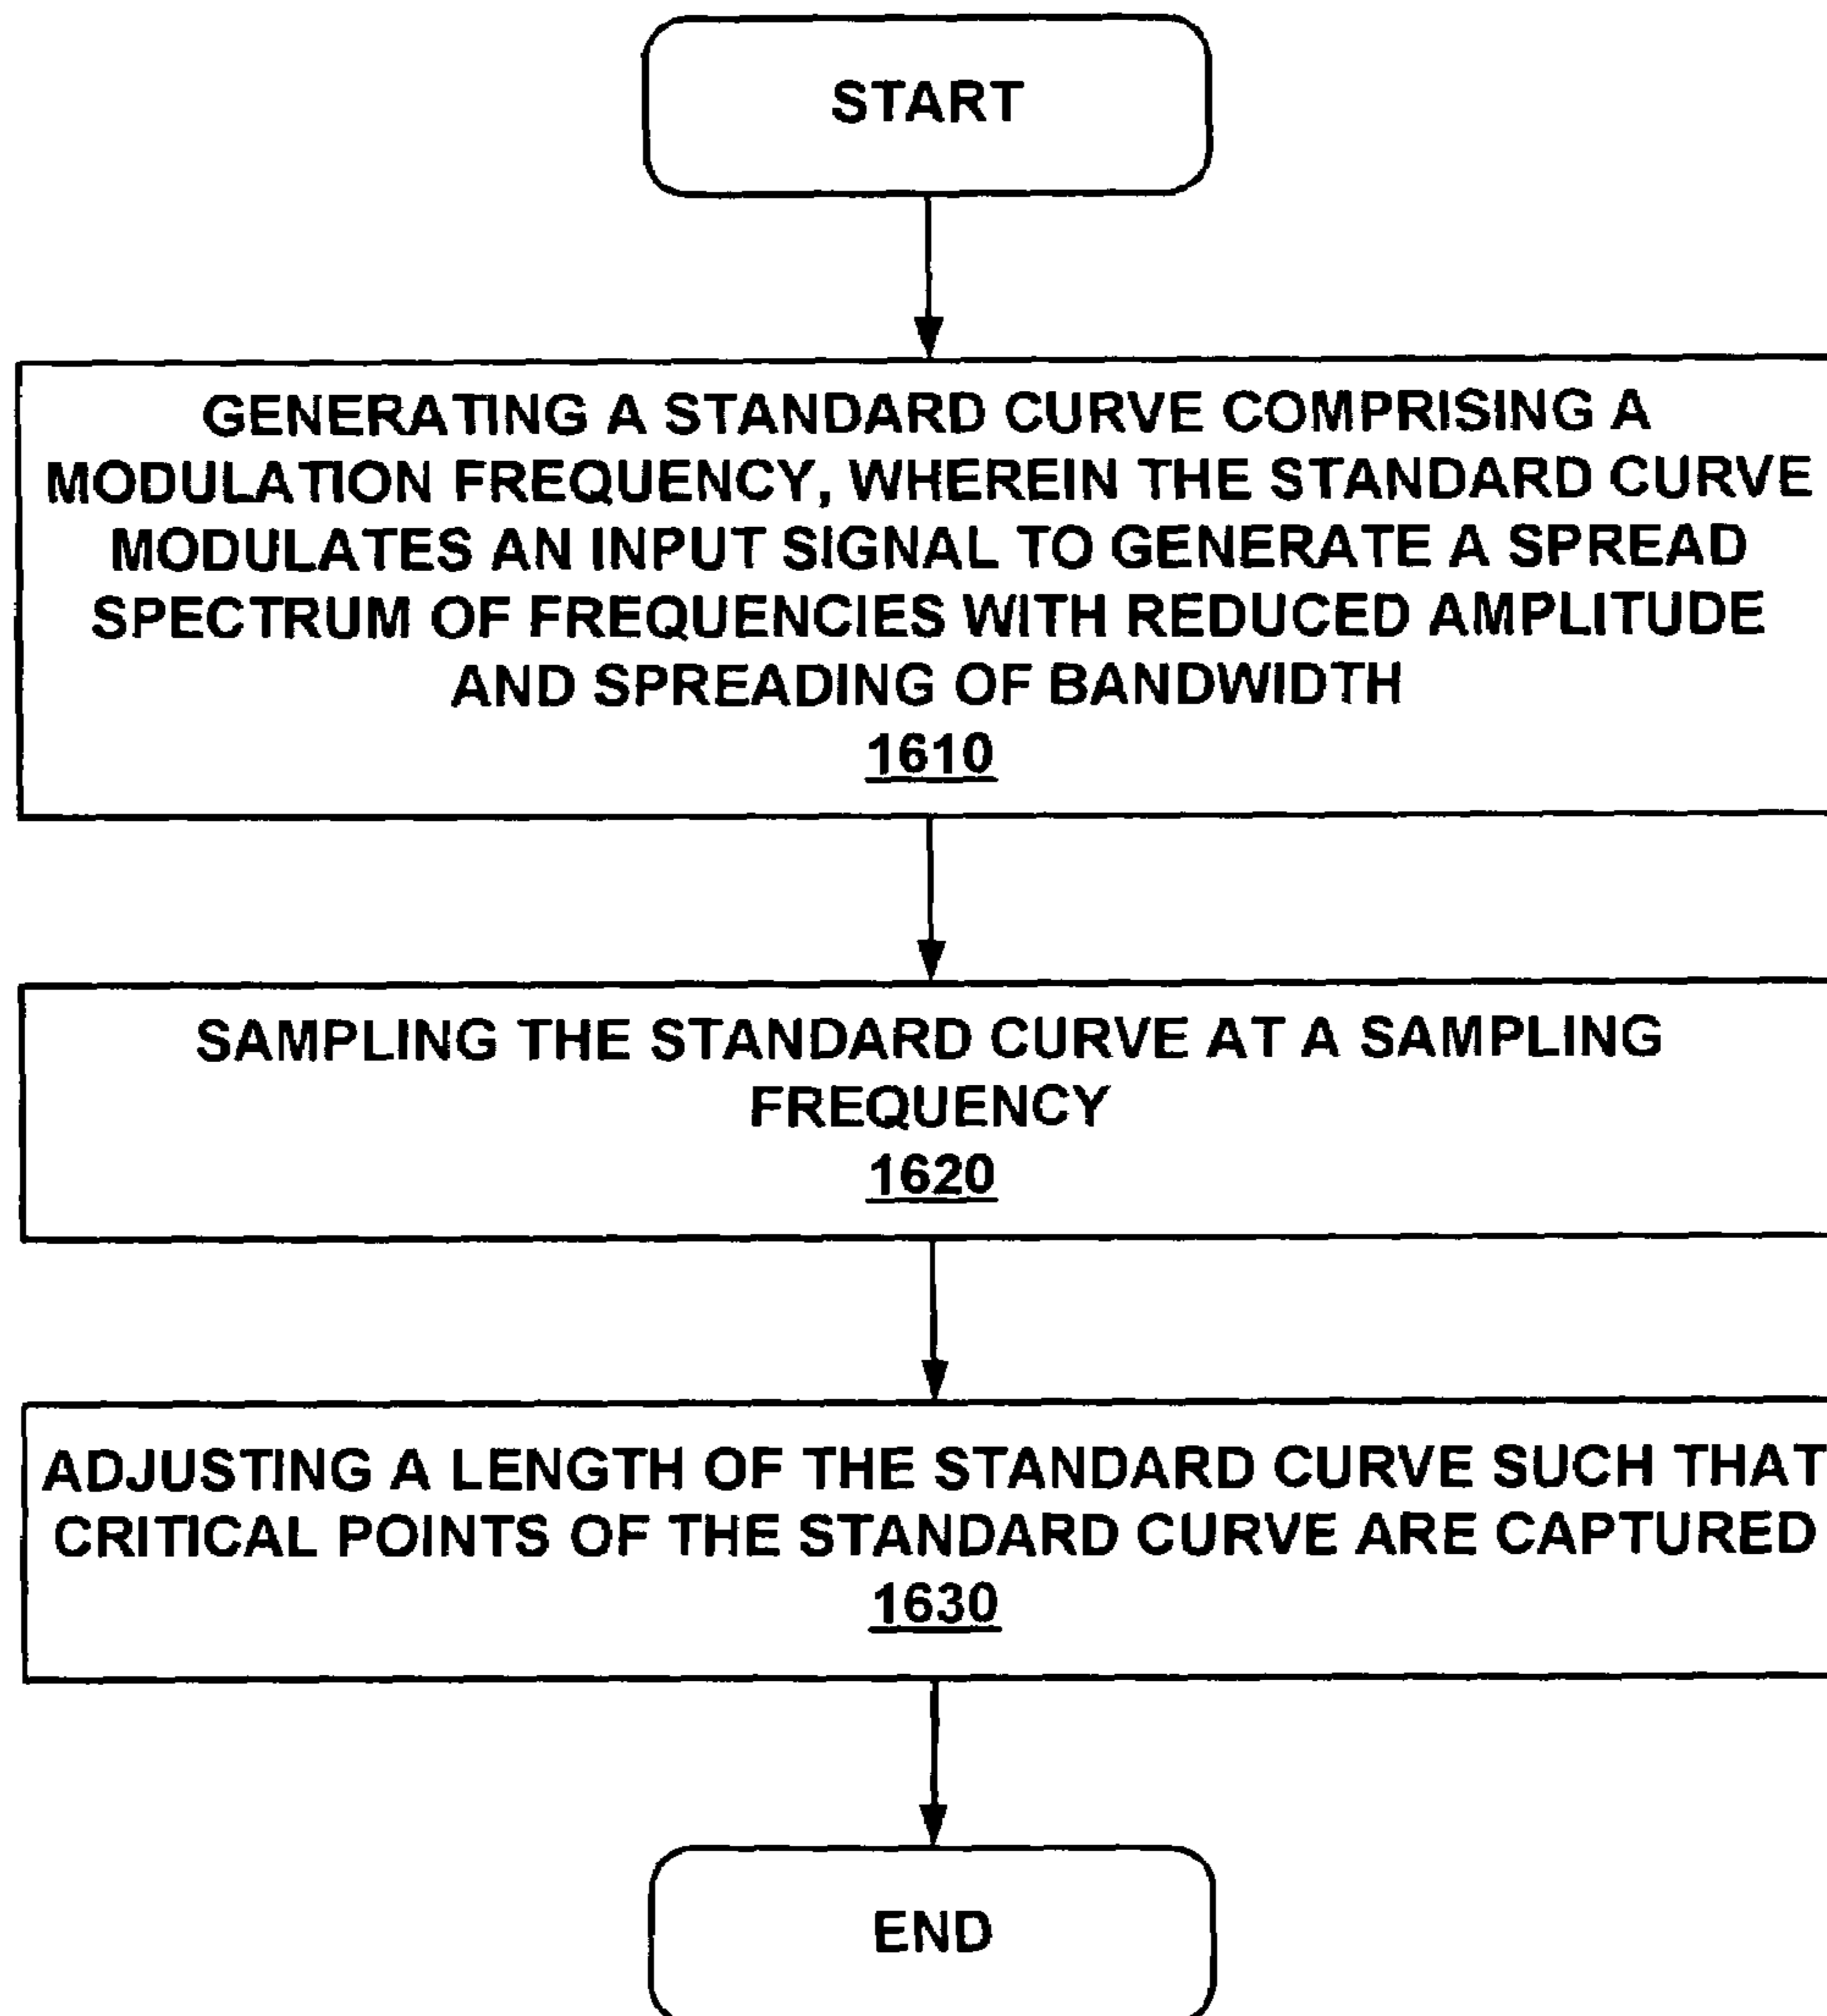 START
GENERATING A STANDARD CURVE COMPRISING A
MODULATION FREQUENCY, WHEREIN THE STANDARD CURVE
MODULATES AN INPUT SIGNAL TO GENERATE A SPREAD
SPECTRUM OF FREQUENCIES WITH REDUCED AMPLITUDE
AND SPREADING OF BANDWIDTH
1610
SAMPLING THE STANDARD CURVE AT A SAMPLING
FREQUENCY
1620
ADJUSTING A LENGTH OF THE STANDARD CURVE SUCH THAT
CRITICAL POINTS OF THE STANDARD CURVE ARE CAPTURED
1630
END